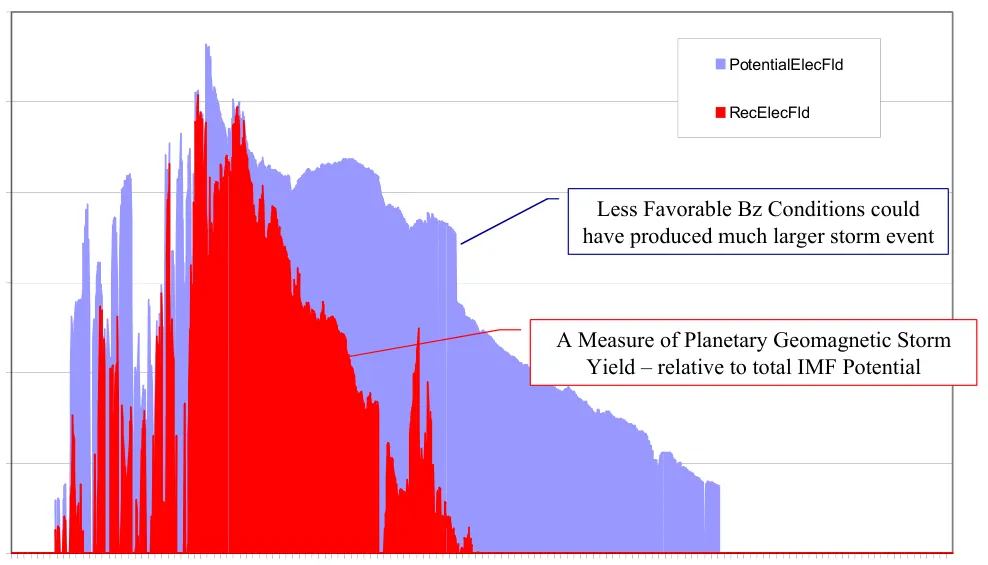 PotentialElecFld
RecElecFld
Less Favorable Bz Conditions could
have produced much larger storm event
A Measure of Planetary Geomagnetic Storm
Yield – relative to total IMF Potential